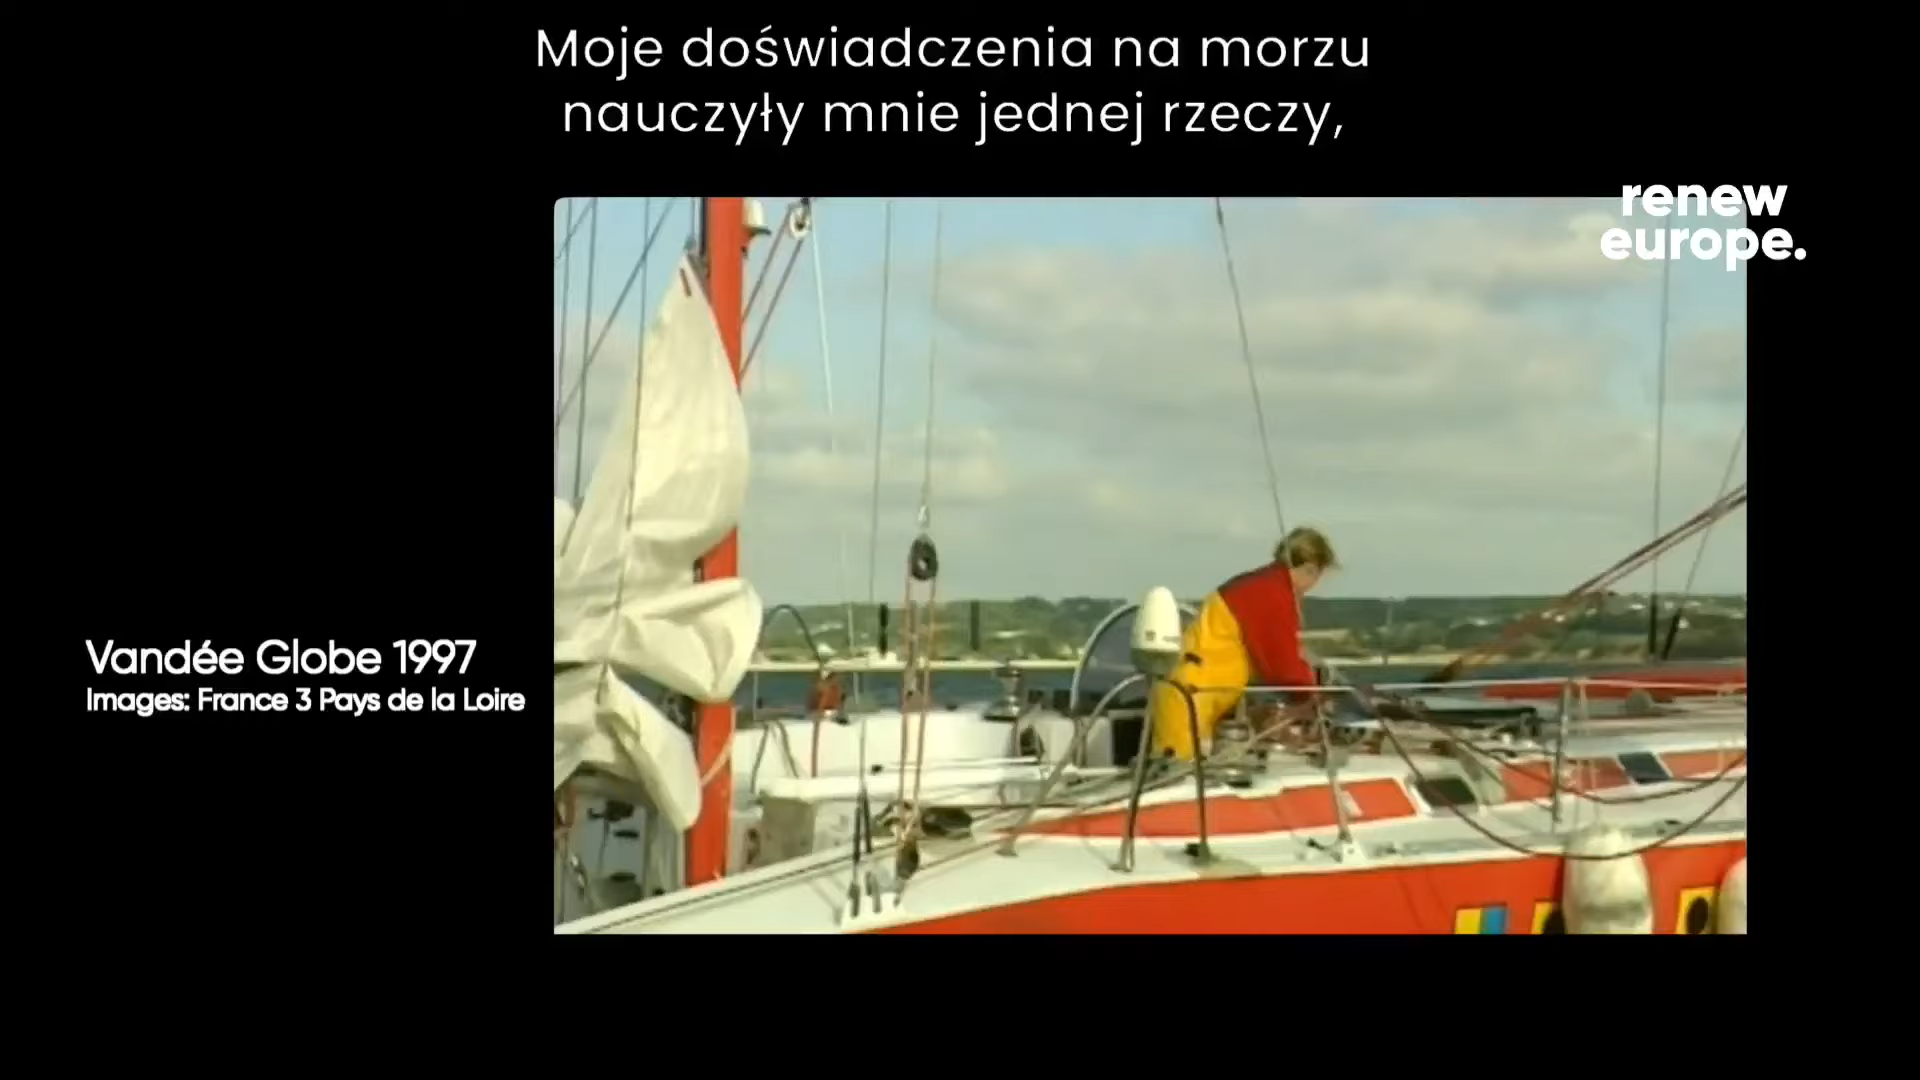 Moje doświadczenia na morzu
nauczyły mnie jednej rzeczy,
renew
europe.
Vandée Globe 1997
Images: France 3 Pays de la Loire